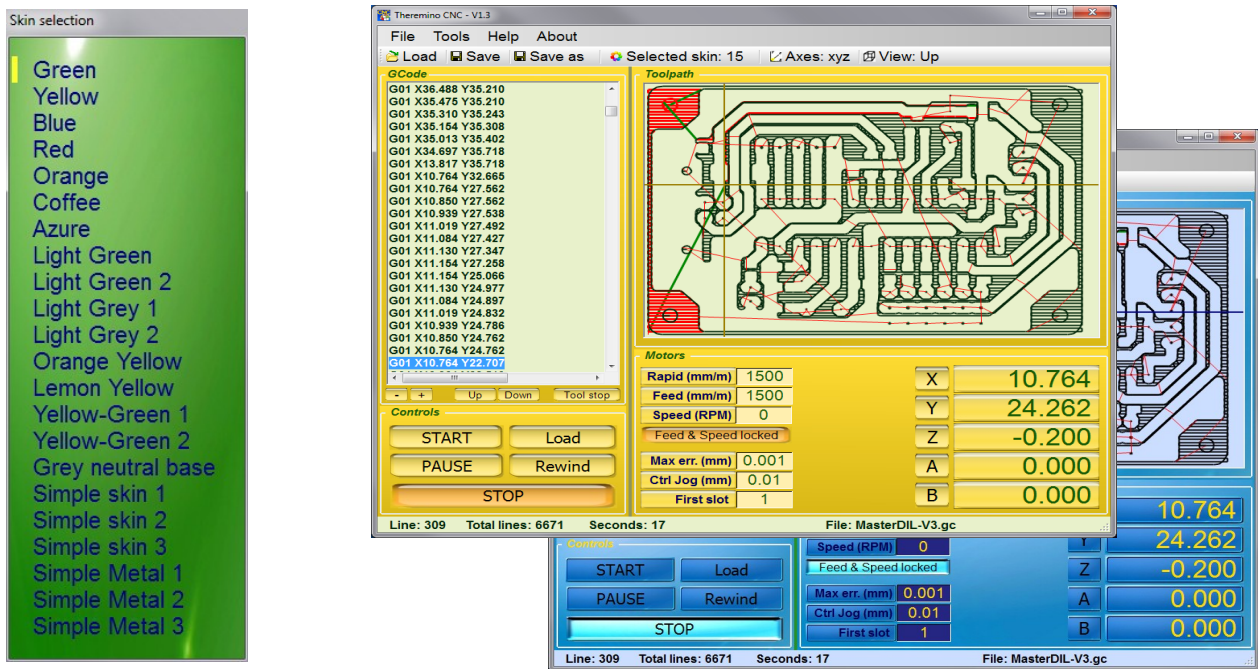 Skin selection
Green
Yellow
Blue
Red
Orange
Coffee
Azure
Light Green
Light Green 2
Light Grey 1
Light Grey 2
Orange Yellow
Lemon Yellow
Yellow-Green 1
Yellow-Green 2
Grey neutral base
Simple skin 1
Simple skin 2
Simple skin 3
Simple Metal 1
Simple Metal 2
Simple Metal 3
Theremino CNC - V1.3
File Tools Help About
Load Save Save as Selected skin: 15 Axes: xyz View: Up
GCode
G01 X36.488 Y35.210
G01 X35.475 Y35.210
G01 X35.310 Y35.243
G01 X35.154 Y35.308
G01 X35.013 Y35.402
G01 X34.697 Y35.718
G01 X13.817 Y35.718
G01 X10.764 Y32.665
G01 X10.764 Y27.562
G01 X10.850 Y27.562
G01 X10.939 Y27.538
G01 X11.019 Y27.492
G01 X11.084 Y27.427
G01 X11.130 Y27.347
G01 X11.154 Y27.258
G01 X11.154 Y25.066
G01 X11.130 Y24.977
G01 X11.084 Y24.897
G01 X11.019 Y24.832
G01 X10.939 Y24.786
G01 X10.850 Y24.762
G01 X10.764 Y24.762
G01 X10.764 Y22.707
- + Up Down Tool stop
Controls
START Load
PAUSE Rewind
STOP
Toolpath
Motors
Rapid (mm/m) 1500
Feed (mm/m) 1500
Speed (RPM) 0
Feed & Speed locked
Max err. (mm) 0.001
Ctrl Jog (mm) 0.01
First slot 1
X 10.764
Y 24.262
Z -0.200
A 0.000
B 0.000
Line: 309 Total lines: 6671 Seconds: 17 File: MasterDIL-V3.gc
Controls
START Load
PAUSE Rewind
STOP
Speed (RPM) 0
Feed & Speed locked
Max err. (mm) 0.001
Ctrl Jog (mm) 0.01
First slot 1
10.764
Y 24.262
Z -0.200
A 0.000
B 0.000
Line: 309 Total lines: 6671 Seconds: 17 File: MasterDIL-V3.gc